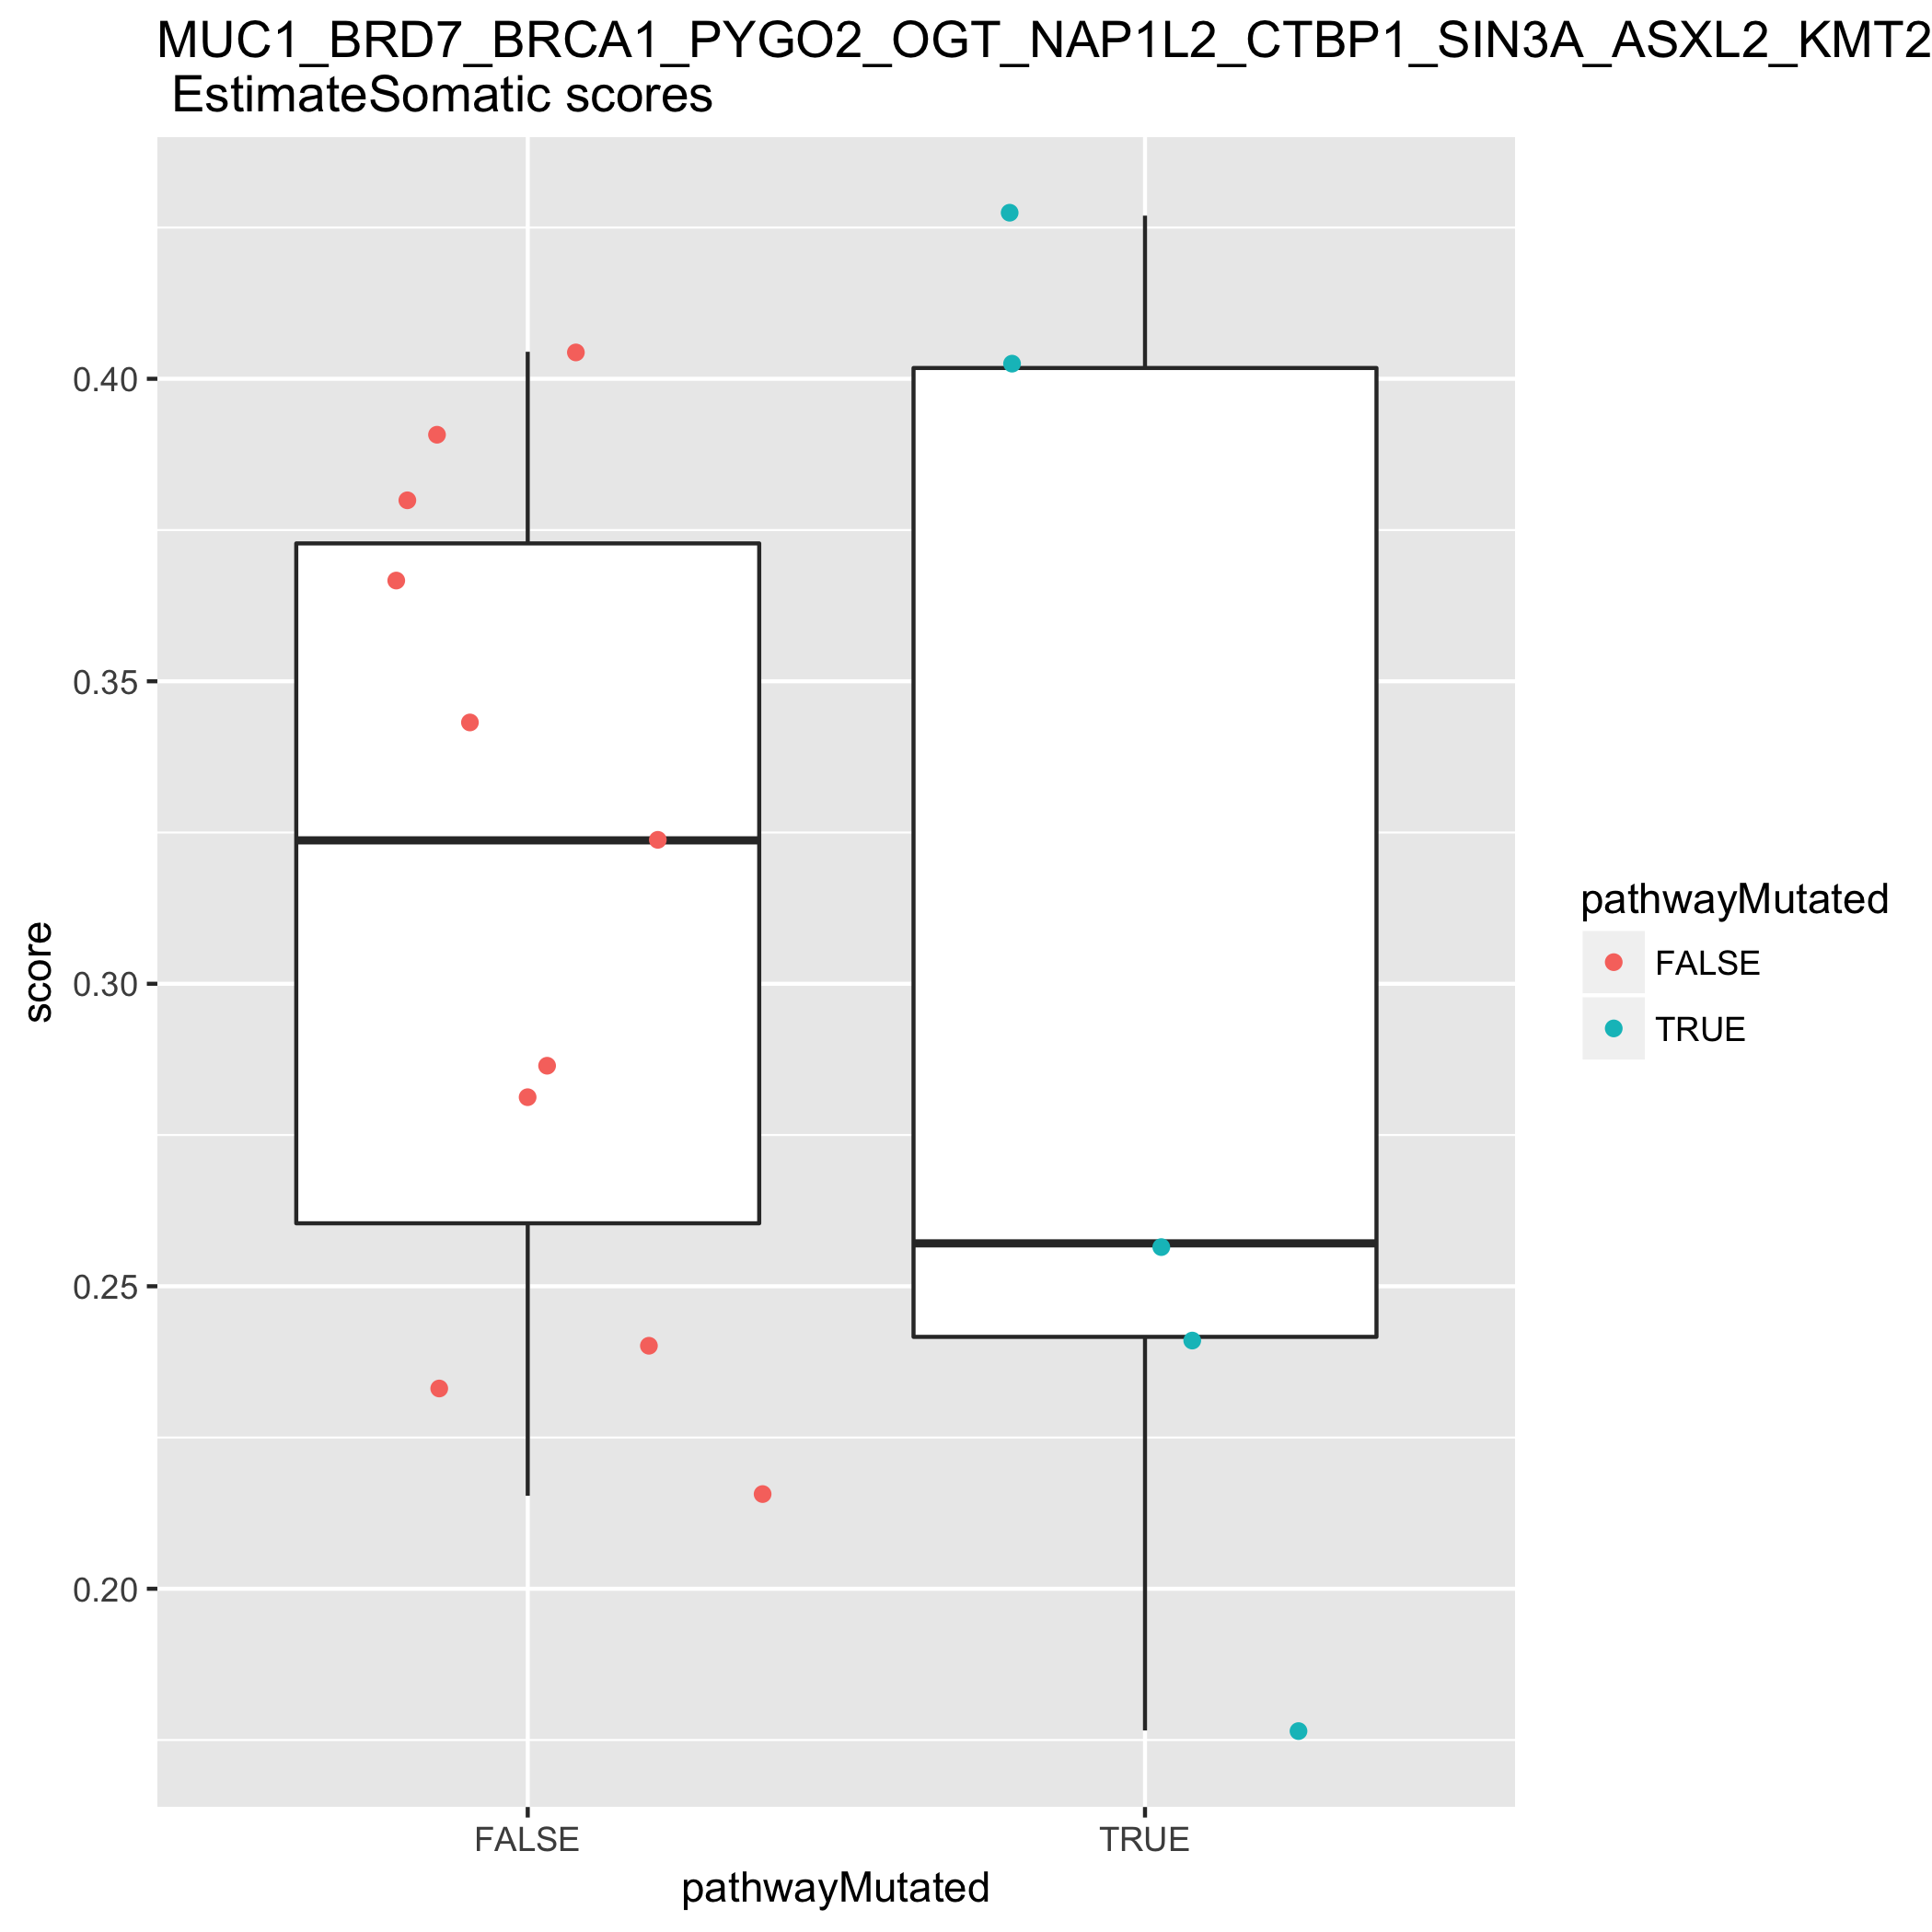 MUC1_BRD7_BRCA1_PYGO2_OGT_NAP1L2_CTBP1_SIN3A_ASXL2_KMT2
EstimateSomatic scores
0.40
0.35
0.30
0.25
0.20
score
FALSE
TRUE
pathwayMutated
pathwayMutated
FALSE
TRUE